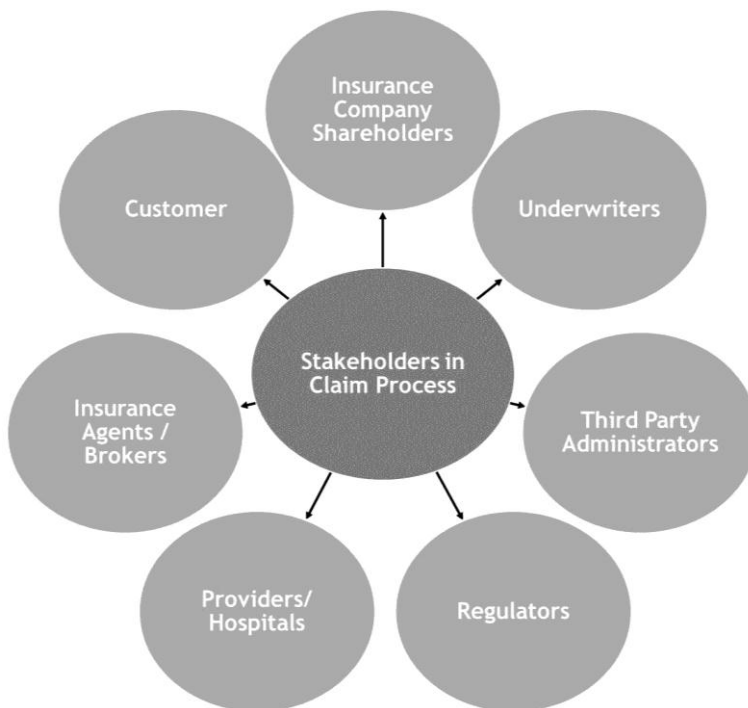 Insurance
Company
Shareholders
Customer
Underwriters
Stakeholders in
Claim Process
Insurance
Agents /
Brokers
Third Party
Administrators
Providers/
Hospitals
Regulators